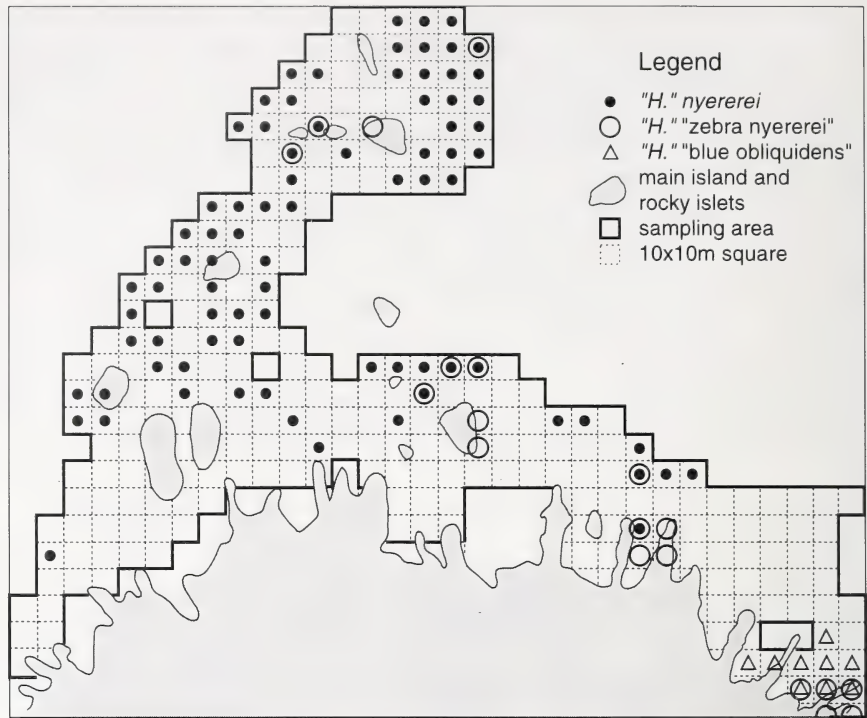 Legend
"H." nyererei
"H." "zebra nyererei"
"H." "blue obliquidens"
main island and
rocky islets
sampling area
10x10m square